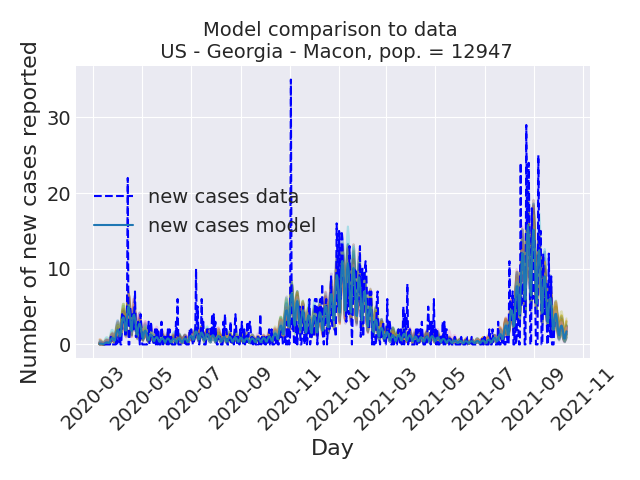 Model comparison to data
US - Georgia - Macon, pop. = 12947
Number of new cases reported
30
20
10
0
new cases data
new cases model
2020-03
2020-05
2020-07
2020-09
2020-11
2021-01
2021-03
2021-05
2021-07
2021-09
2021-11
Day